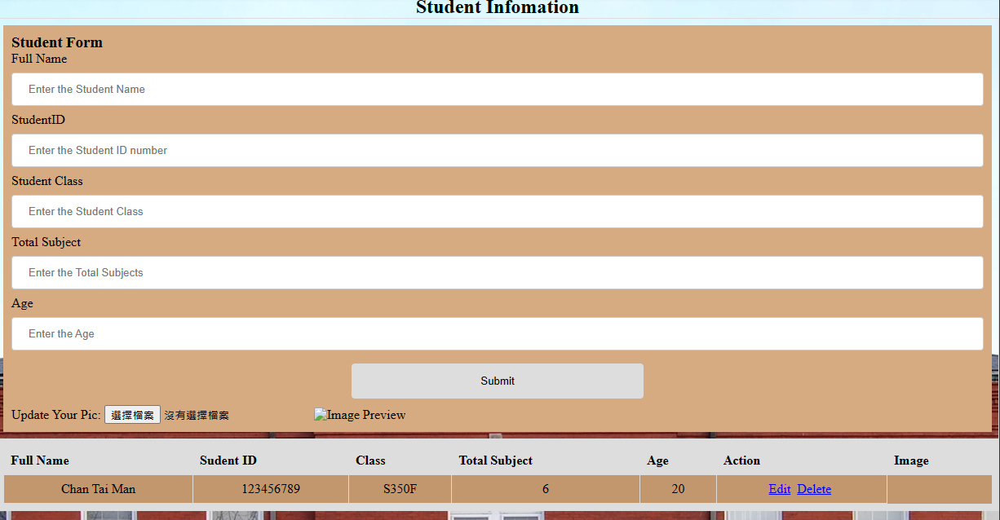 Student Infomation
Student Form
Full Name
Enter the Student Name
StudentID
Enter the Student ID number
Student Class
Enter the Student Class
Total Subject
Enter the Total Subjects
Age
Enter the Age
Submit
Update Your Pic: 選擇檔案 沒有選擇檔案 Image Preview
Full Name Sudent ID Class Total Subject Age Action Image
Chan Tai Man 123456789 S350F 6 20 Edit Delete